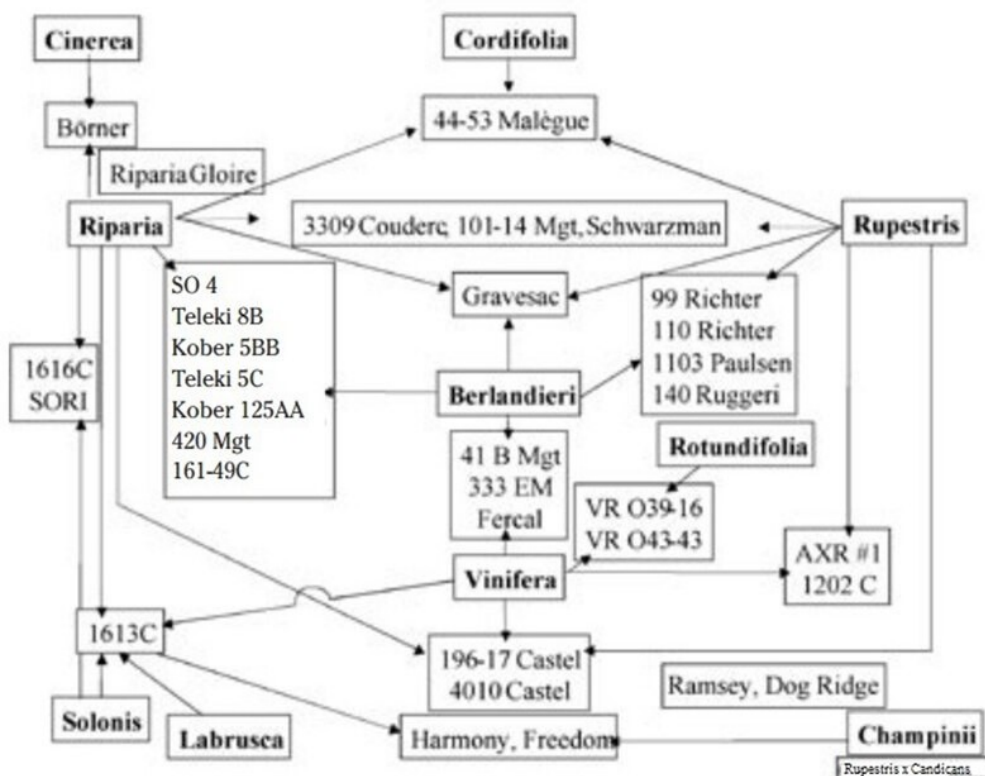 Cinerea
Cordifolia
Börner
44-53 Malègue
Riparia Gloire
Riparia
3309 Couderc, 101-14 Mgt, Schwarzman
Rupestris
SO 4
Teleki 8B
Kober 5BB
Teleki 5C
Kober 125AA
420 Mgt
161-49C
Gravesac
99 Richter
110 Richter
1103 Paulsen
140 Ruggeri
1616C
SORI
Berlandieri
41 B Mgt
333 EM
Fercal
Rotundifolia
VR O39-16
VR O43-43
AXR #1
1202 C
Vinifera
1613C
196-17 Castel
4010 Castel
Ramsey, Dog Ridge
Solonis
Labrusca
Harmony, Freedom
Champinii
Rupestris x Candicans